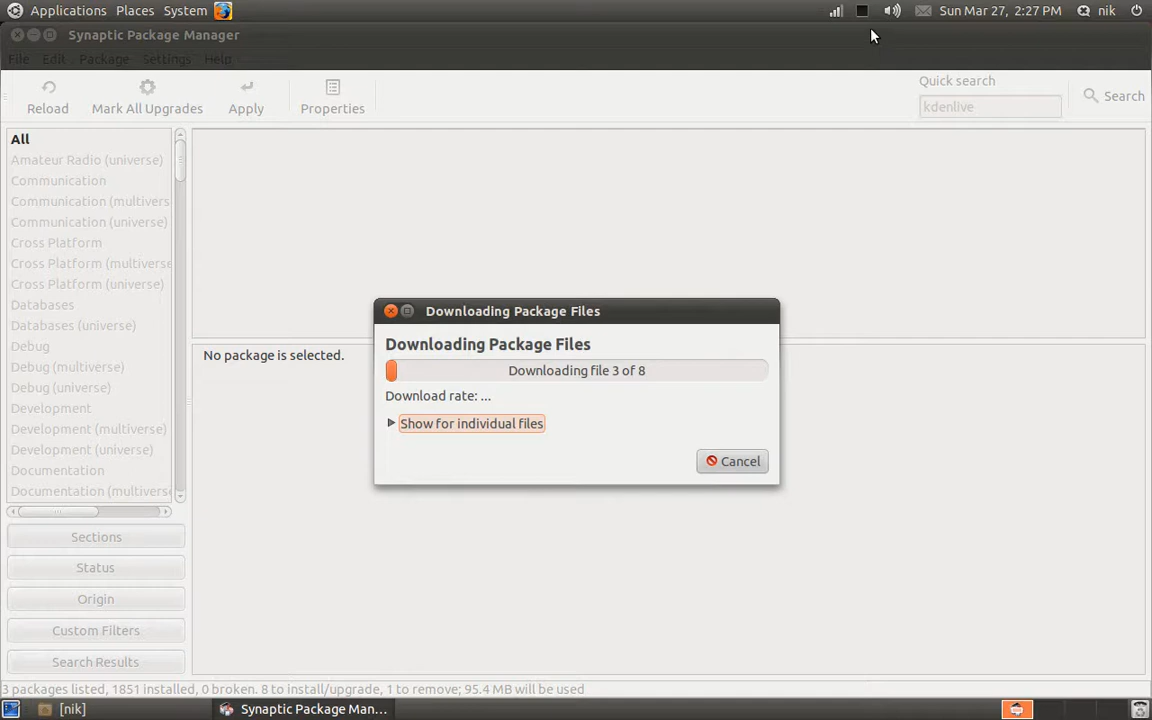 Applications Places System Sun Mar 27, 2:27 PM nik
Synaptic Package Manager
File Edit Package Settings Help
Reload Mark All Upgrades Apply Properties
Quick search
kdenlive
Search
All
Amateur Radio (universe)
Communication
Communication (multivers
Communication (universe)
Cross Platform
Cross Platform (multiverse
Cross Platform (universe)
Databases
Databases (universe)
Debug
Debug (multiverse)
Debug (universe)
Development
Development (multiverse)
Development (universe)
Documentation
Documentation (multiverse
Sections
Status
Origin
Custom Filters
Search Results
No package is selected.
Downloading Package Files
Downloading Package Files
Downloading file 3 of 8
Download rate: ...
Show for individual files
Cancel
3 packages listed, 1851 installed, 0 broken. 8 to install/upgrade, 1 to remove; 95.4 MB will be used
[nik] Synaptic Package Man...